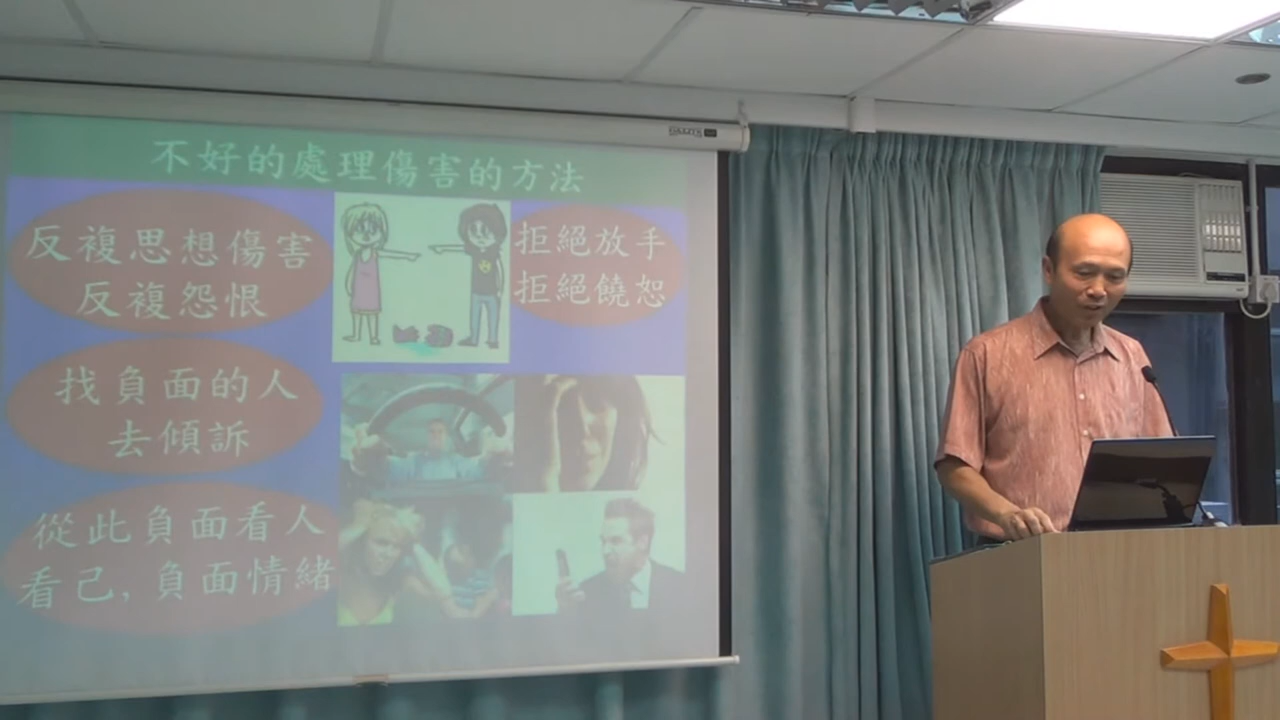 不好的處理傷害的方法
反複思想傷害
反複怨恨
拒絕放手
拒絕饒恕
找負面的人
去傾訴
從此負面看人
看己, 負面情緒